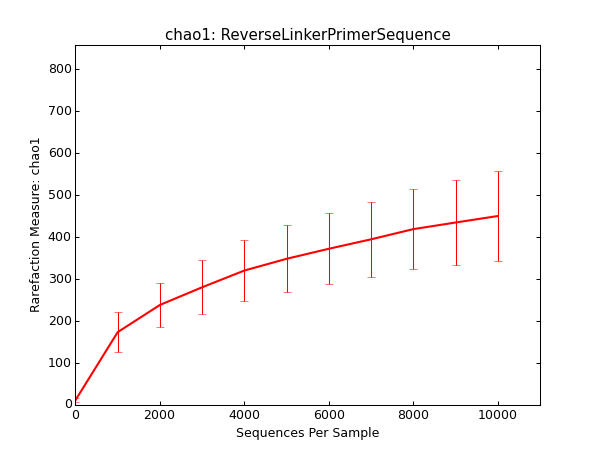 chao1: ReverseLinkerPrimerSequence
800
700
600
500
400
300
200
100
0
Rarefaction Measure: chao1
0 2000 4000 6000 8000 10000
Sequences Per Sample